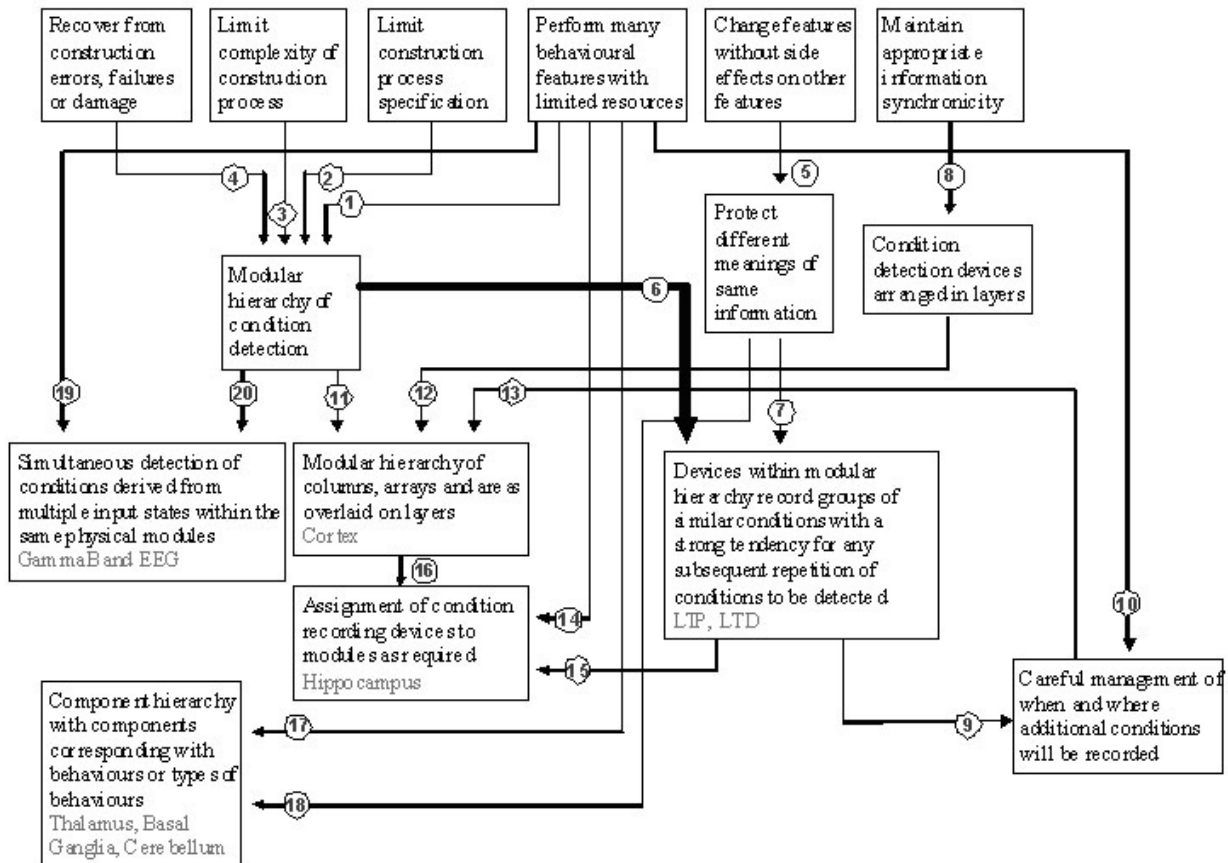 Recover from
construction
errors, failures
or damage
Limit
complexity of
construction
process
Limit
construction
process
specification
Perform many
behavioural
features with
limited resources
Change features
without side
effects on other
features
Maintain
appropriate
information
synchronicity
4
3
2
1
5
8
Modular
hierarchy of
condition
detection
6
Protect
different
meanings of
same
information
Condition
detection devices
arranged in layers
19
20
11
12
13
7
Simultaneous detection of
conditions derived from
multiple input states within the
same physical modules
GammaBand EEG
Modular hierarchy of
columns, arrays and areas
overlaid on layers
Cortex
Devices within modular
hierarchy record groups of
similar conditions with a
strong tendency for any
subsequent repetition of
conditions to be detected
LTP, LTD
16
Assignment of condition
recording devices to
modules as required
Hippocampus
14
15
10
Component hierarchy
with components
corresponding with
behaviours or types of
behaviours
Thalamus, Basal
Ganglia, Cerebellum
17
18
9
Careful management of
when and where
additional conditions
will be recorded